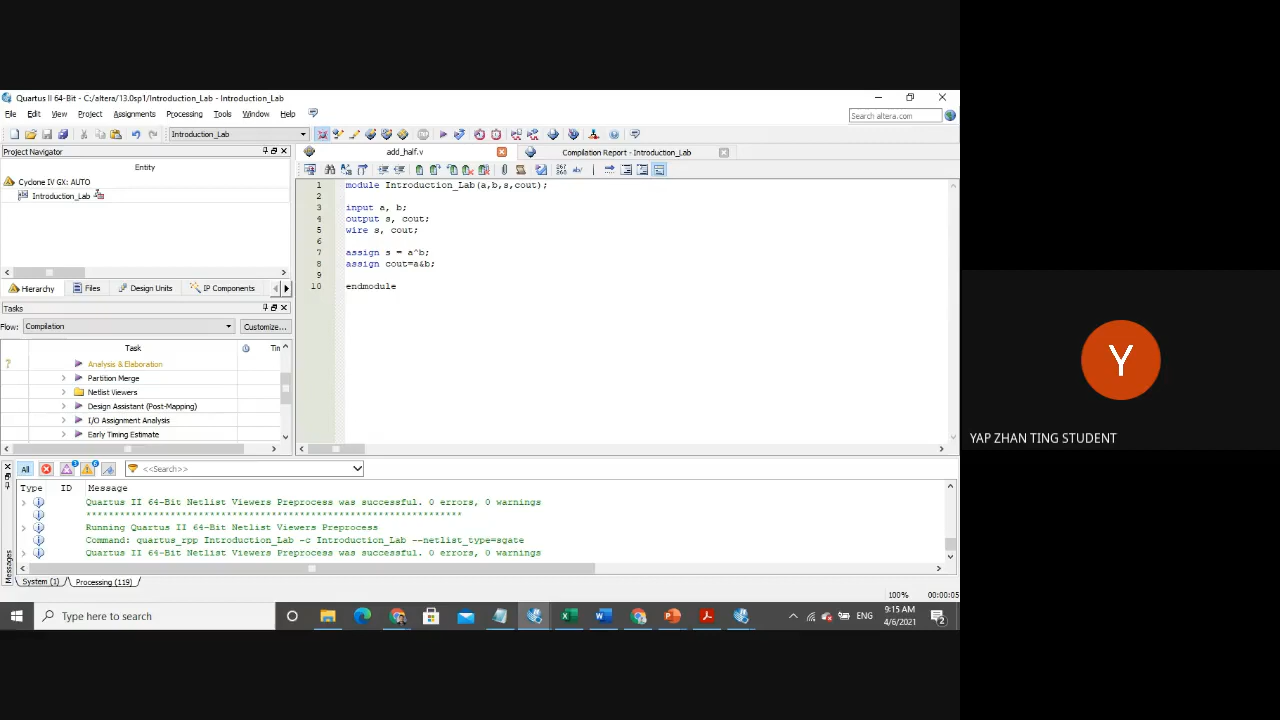 Quartus II 64-Bit - C:/altera/13.0sp1/Introduction_Lab - Introduction_Lab
File Edit View Project Assignments Processing Tools Window Help
Search altera.com
Introduction_Lab
Project Navigator
Entity
Cyclone IV GX: AUTO
Introduction_Lab
Hierarchy Files Design Units IP Components
Tasks
Flow: Compilation Customize...
Task Tin
Analysis & Elaboration
Partition Merge
Netlist Viewers
Design Assistant (Post-Mapping)
I/O Assignment Analysis
Early Timing Estimate
add_half.v Compilation Report - Introduction_Lab
1 module Introduction_Lab(a,b,s,cout);
2
3 input a, b;
4 output s, cout;
5 wire s, cout;
6
7 assign s = a^b;
8 assign cout=a&b;
9
10 endmodule
All <<Search>>
Type ID Message
Quartus II 64-Bit Netlist Viewers Preprocess was successful. 0 errors, 0 warnings
*******************************************************************
Running Quartus II 64-Bit Netlist Viewers Preprocess
Command: quartus_rpp Introduction_Lab -c Introduction_Lab --netlist_type=sgate
Quartus II 64-Bit Netlist Viewers Preprocess was successful. 0 errors, 0 warnings
Messages
System (1) Processing (119)
100% 00:00:05
Type here to search
ENG
9:15 AM
4/6/2021
2
Y
YAP ZHAN TING STUDENT